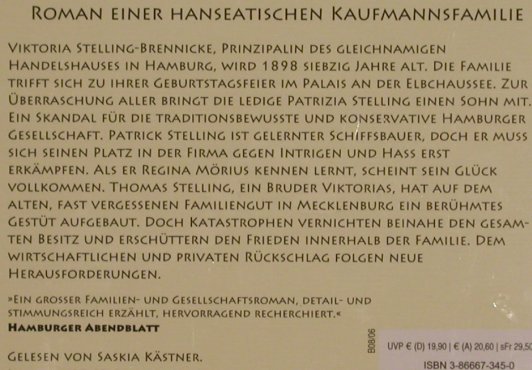 Roman einer hanseatischen Kaufmannsfamilie
Viktoria Stelling-Brennicke, Prinzipalin des gleichnamigen
Handelshauses in Hamburg, wird 1898 siebzig Jahre alt. Die Familie
trifft sich zu ihrer Geburtstagsfeier im Palais an der Elbchaussee. Zur
Überraschung aller bringt die ledige Patrizia Stelling einen Sohn mit.
Ein Skandal für die traditionsbewusste und konservative Hamburger
Gesellschaft. Patrick Stelling ist gelernter Schiffsbauer, doch er muss
sich seinen Platz in der Firma gegen Intrigen und Hass erst
erkämpfen. Als er Regina Mörius kennen lernt, scheint sein Glück
vollkommen. Thomas Stelling, ein Bruder Viktorias, hat auf dem
alten, fast vergessenen Familiengut in Mecklenburg ein berühmtes
Gestüt aufgebaut. Doch Katastrophen vernichten beinahe den gesam-
ten Besitz und erschüttern den Frieden innerhalb der Familie. Dem
wirtschaftlichen und privaten Rückschlag folgen neue
Herausforderungen.
»Ein grosser Familien- und Gesellschaftsroman, detail- und
stimmungsreich erzählt, hervorragend recherchiert.«
Hamburger Abendblatt
Gelesen von Saskia Kästner.
B08/06
UVP € (D) 19,90 | € (A) 20,60 | sFr 29,50
ISBN 3-86667-345-0